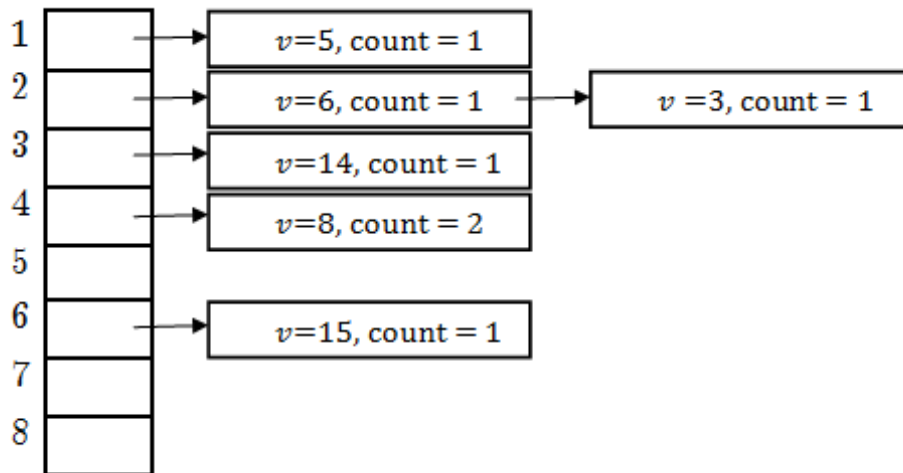 1 v=5, count = 1
2 v=6, count = 1 v =3, count = 1
3 v=14, count = 1
4 v=8, count = 2
5
6 v=15, count = 1
7
8